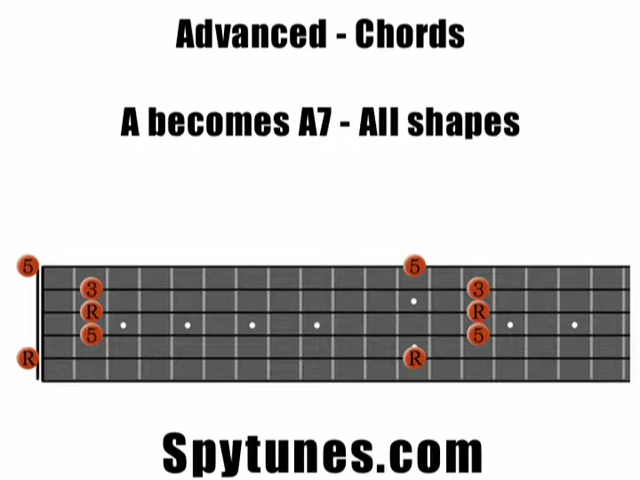 Advanced - Chords
A becomes A7 - All shapes
5 5
3 3
R R
5 5
R R
Spytunes.com